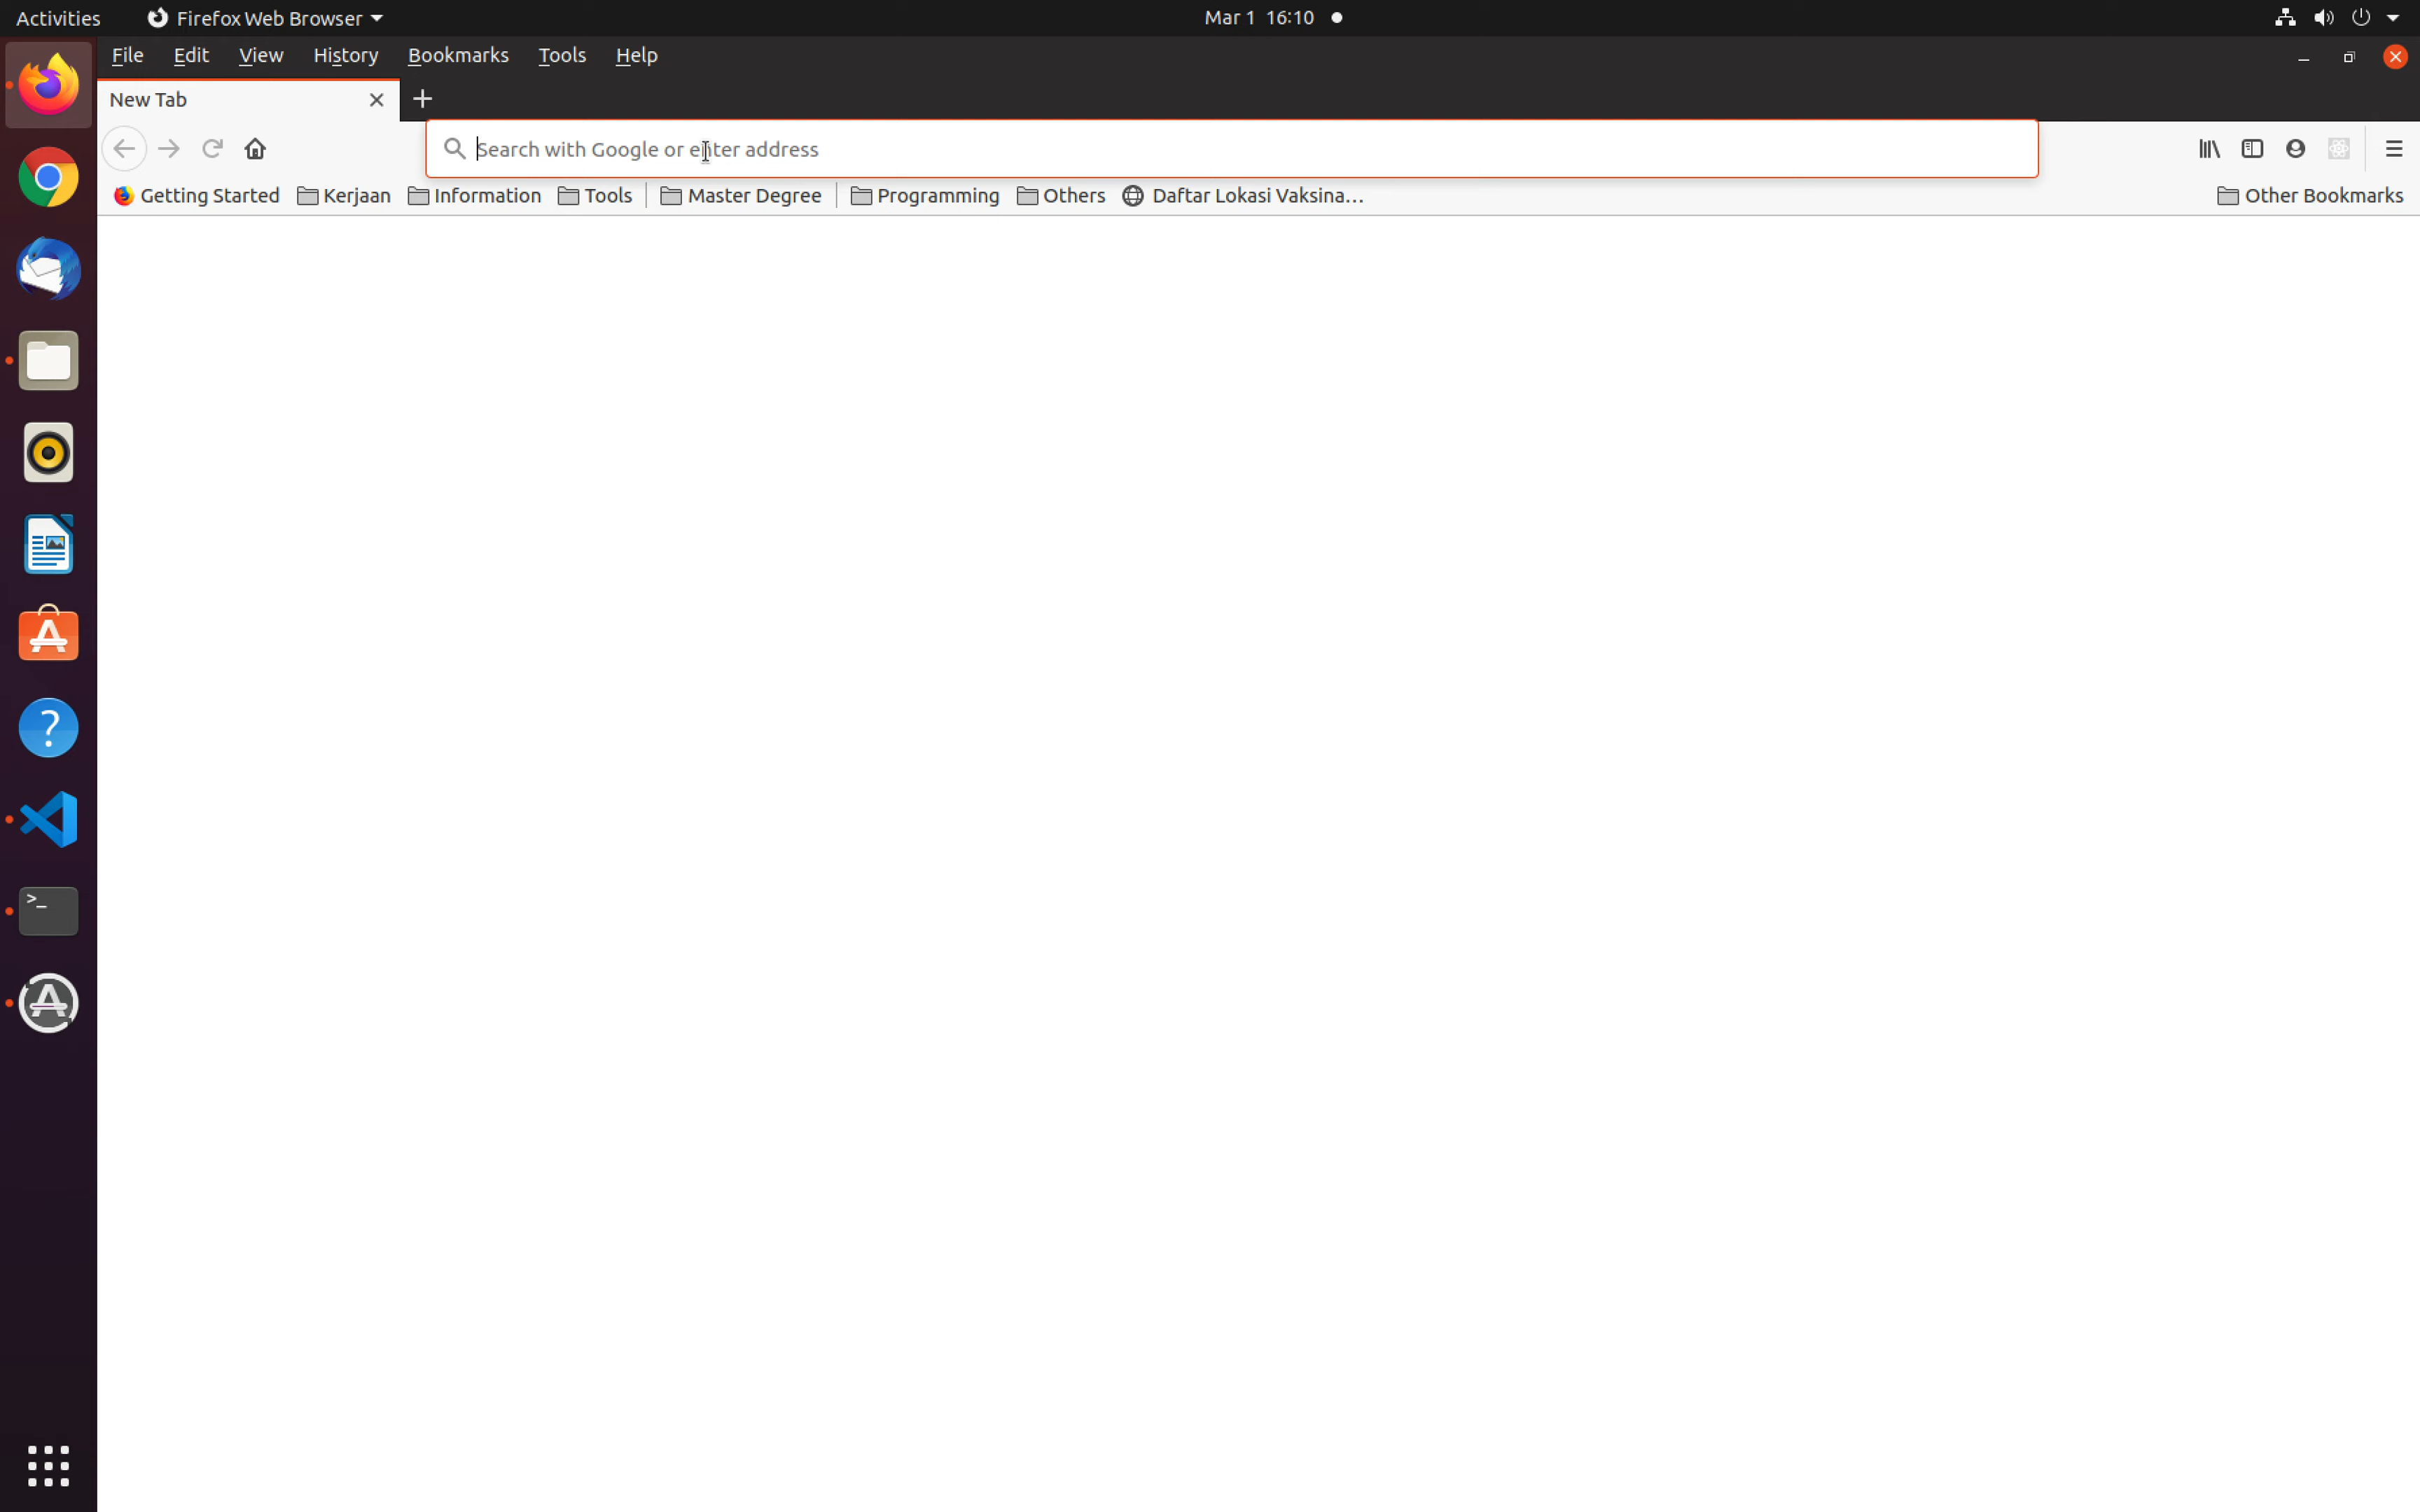 Activities
Firefox Web Browser
Mar 1 16:10
File Edit View History Bookmarks Tools Help
New Tab
Search with Google or enter address
Getting Started Kerjaan Information Tools Master Degree Programming Others Daftar Lokasi Vaksina... Other Bookmarks